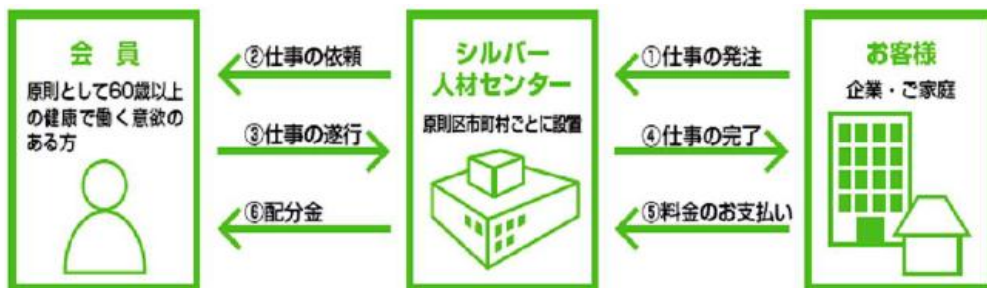 会員
原則として60歳以上
の健康で働く意欲の
ある方
②仕事の依頼
③仕事の遂行
⑥配分金
シルバー
人材センター
原則区市町村ごとに設置
①仕事の発注
④仕事の完了
⑤料金のお支払い
お客様
企業・ご家庭